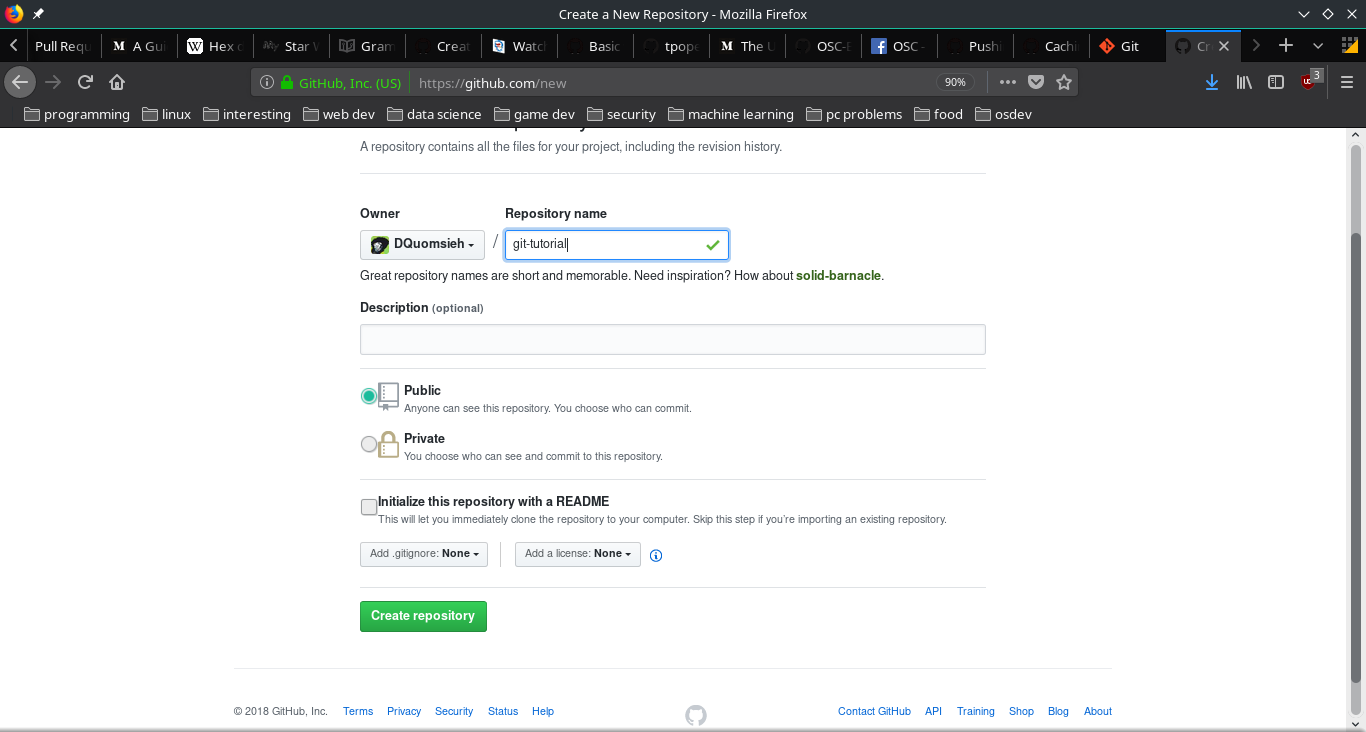 Create a New Repository - Mozilla Firefox
Pull Requ
A Gui
Hex c
Star W
Gram
Creat
Watch
Basic
tpope
The U
OSC-E
OSC -
Pushi
Cachi
Git
Cr
GitHub, Inc. (US)
https://github.com/new
90%
3
programming
linux
interesting
web dev
data science
game dev
security
machine learning
pc problems
food
osdev
A repository contains all the files for your project, including the revision history.
Owner
Repository name
DQuomsieh
/
git-tutorial
Great repository names are short and memorable. Need inspiration? How about solid-barnacle.
Description (optional)
Public
Anyone can see this repository. You choose who can commit.
Private
You choose who can see and commit to this repository.
Initialize this repository with a README
This will let you immediately clone the repository to your computer. Skip this step if you're importing an existing repository.
Add .gitignore: None
Add a license: None
Create repository
© 2018 GitHub, Inc.
Terms
Privacy
Security
Status
Help
Contact GitHub
API
Training
Shop
Blog
About